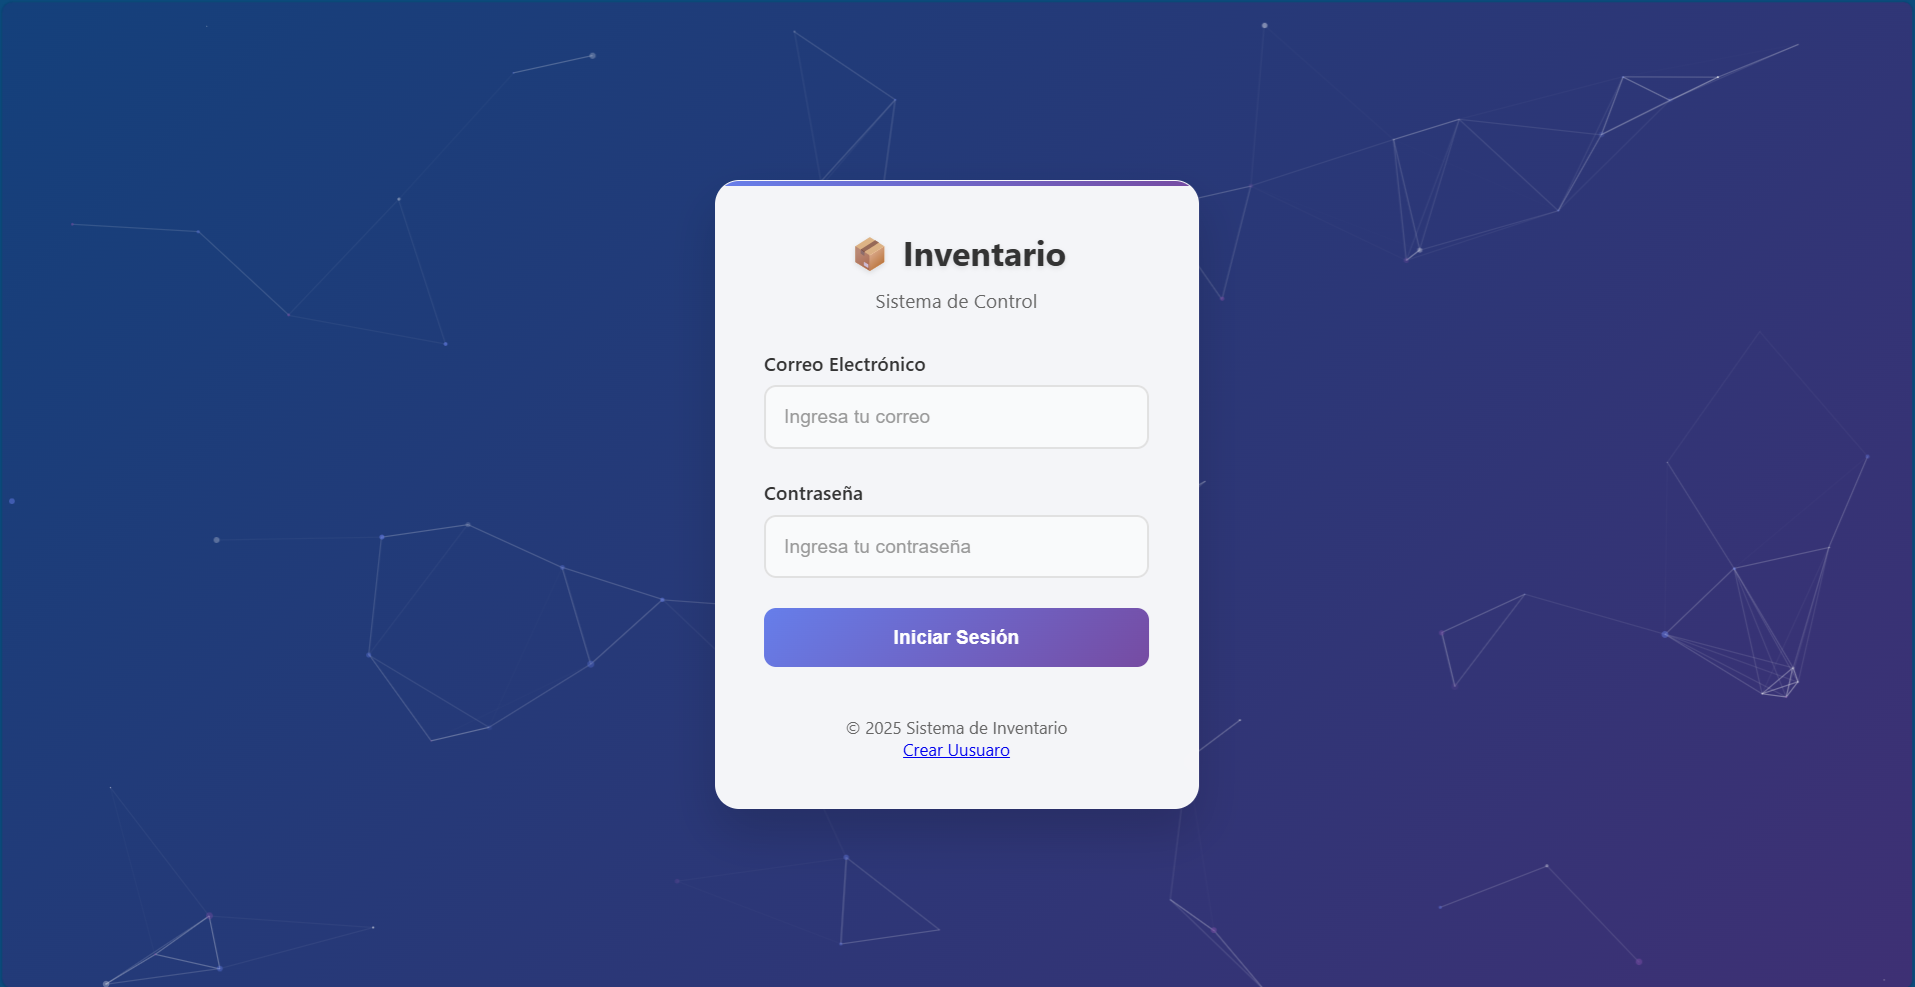 Inventario
Sistema de Control
Correo Electrónico
Ingresa tu correo
Contraseña
Ingresa tu contraseña
Iniciar Sesión
© 2025 Sistema de Inventario
Crear Uusuaro